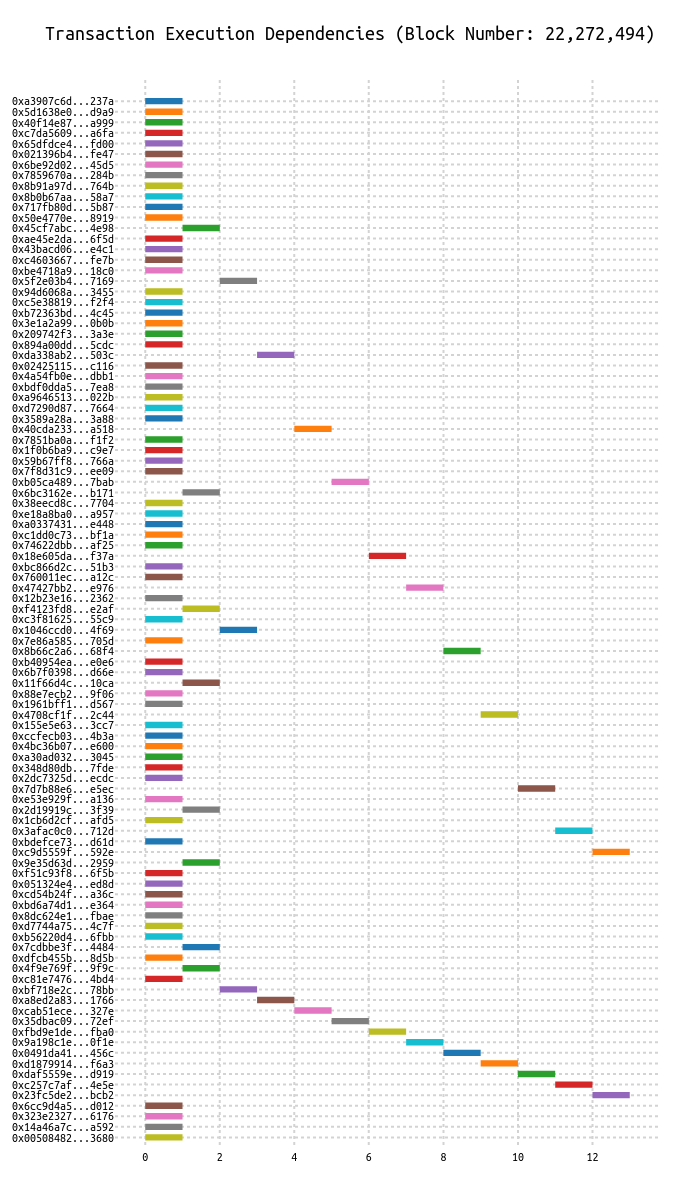 Transaction Execution Dependencies (Block Number: 22,272,494)
0xa3907c6d...237a
0x5d1638e0...d9a9
0x40f14e87...a999
0xc7da5609...a6fa
0x65dfdce4...fd00
0x021396b4...fe47
0x6be92d02...45d5
0x7859670a...284b
0x8b91a97d...764b
0x8b0b67aa...58a7
0x717fb80d...5b87
0x50e4770e...8919
0x45cf7abc...4e98
0xae45e2da...6f5d
0x43bacd06...e4c1
0xc4603667...fe7b
0xbe4718a9...18c0
0x5f2e03b4...7169
0x94d6068a...3455
0xc5e38819...f2f4
0xb72363bd...4c45
0x3e1a2a99...0b0b
0x209742f3...3a3e
0x894a00dd...5cdc
0xda338ab2...503c
0x02425115...c116
0x4a54fb0e...dbb1
0xbdf0dda5...7ea8
0xa9646513...022b
0xd7290d87...7664
0x3589a28a...3a88
0x40cda233...a518
0x7851ba0a...f1f2
0x1f0b6ba9...c9e7
0x59b67ff8...766a
0x7f8d31c9...ee09
0xb05ca489...7bab
0x6bc3162e...b171
0x38eecd8c...7704
0xe18a8ba0...a957
0xa0337431...e448
0xc1dd0c73...bf1a
0x74622dbb...af25
0x18e605da...f37a
0xbc866d2c...51b3
0x760011ec...a12c
0x47427bb2...e976
0x12b23e16...2362
0xf4123fd8...e2af
0xc3f81625...55c9
0x1046ccd0...4f69
0x7e86a585...705d
0x8b66c2a6...68f4
0xb40954ea...e0e6
0x6b7f0398...d66e
0x11f66d4c...10ca
0x88e7ecb2...9f06
0x1961bff1...d567
0x4708cf1f...2c44
0x155e5e63...3cc7
0xccfecb03...4b3a
0x4bc36b07...e600
0xa30ad032...3045
0x348d80db...7fde
0x2dc7325d...ecdc
0x7d7b88e6...e5ec
0xe53e929f...a136
0x2d19919c...3f39
0x1cb6d2cf...afd5
0x3afac0c0...712d
0xbdefce73...d61d
0xc9d5559f...592e
0x9e35d63d...2959
0xf51c93f8...6f5b
0x051324e4...ed8d
0xcd54b24f...a36c
0xbd6a74d1...e364
0x8dc624e1...fbae
0xd7744a75...4c7f
0xb56220d4...6fbb
0x7cdbbe3f...4484
0xdfcb455b...8d5b
0x4f9e769f...9f9c
0xc81e7476...4bd4
0xbf718e2c...78bb
0xa8ed2a83...1766
0xcab51ece...327e
0x35dbac09...72ef
0xfbd9e1de...fba0
0x9a198c1e...0f1e
0x0491da41...456c
0xd1879914...f6a3
0xdaf5559e...d919
0xc257c7af...4e5e
0x23fc5de2...bcb2
0x6cc9d4a5...d012
0x323e2327...6176
0x14a46a7c...a592
0x00508482...3680
0 2 4 6 8 10 12